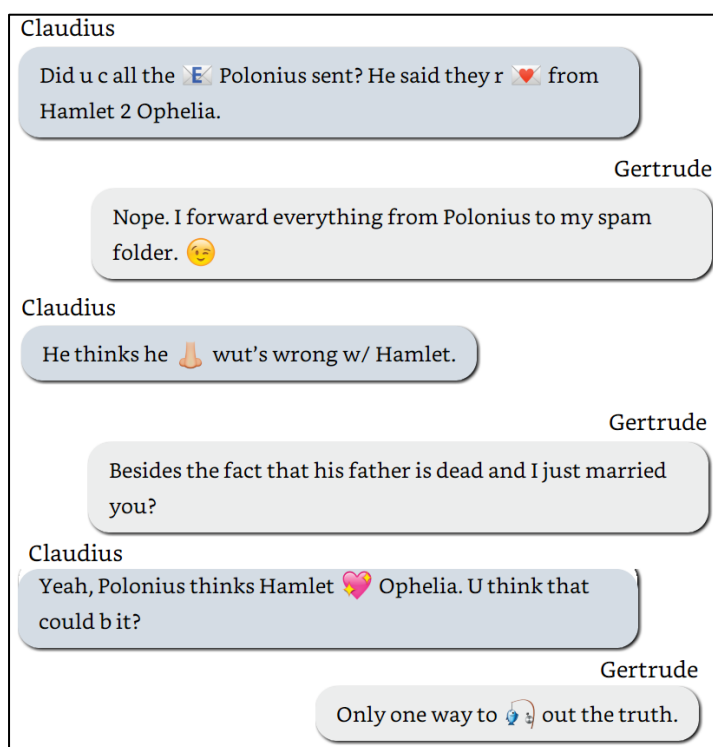 Claudius
Did u c all the 📧 Polonius sent? He said they r 💌 from
Hamlet 2 Ophelia.
Gertrude
Nope. I forward everything from Polonius to my spam
folder. 😉
Claudius
He thinks he 👃 wut's wrong w/ Hamlet.
Gertrude
Besides the fact that his father is dead and I just married
you?
Claudius
Yeah, Polonius thinks Hamlet 💖 Ophelia. U think that
could b it?
Gertrude
Only one way to 🎣 out the truth.